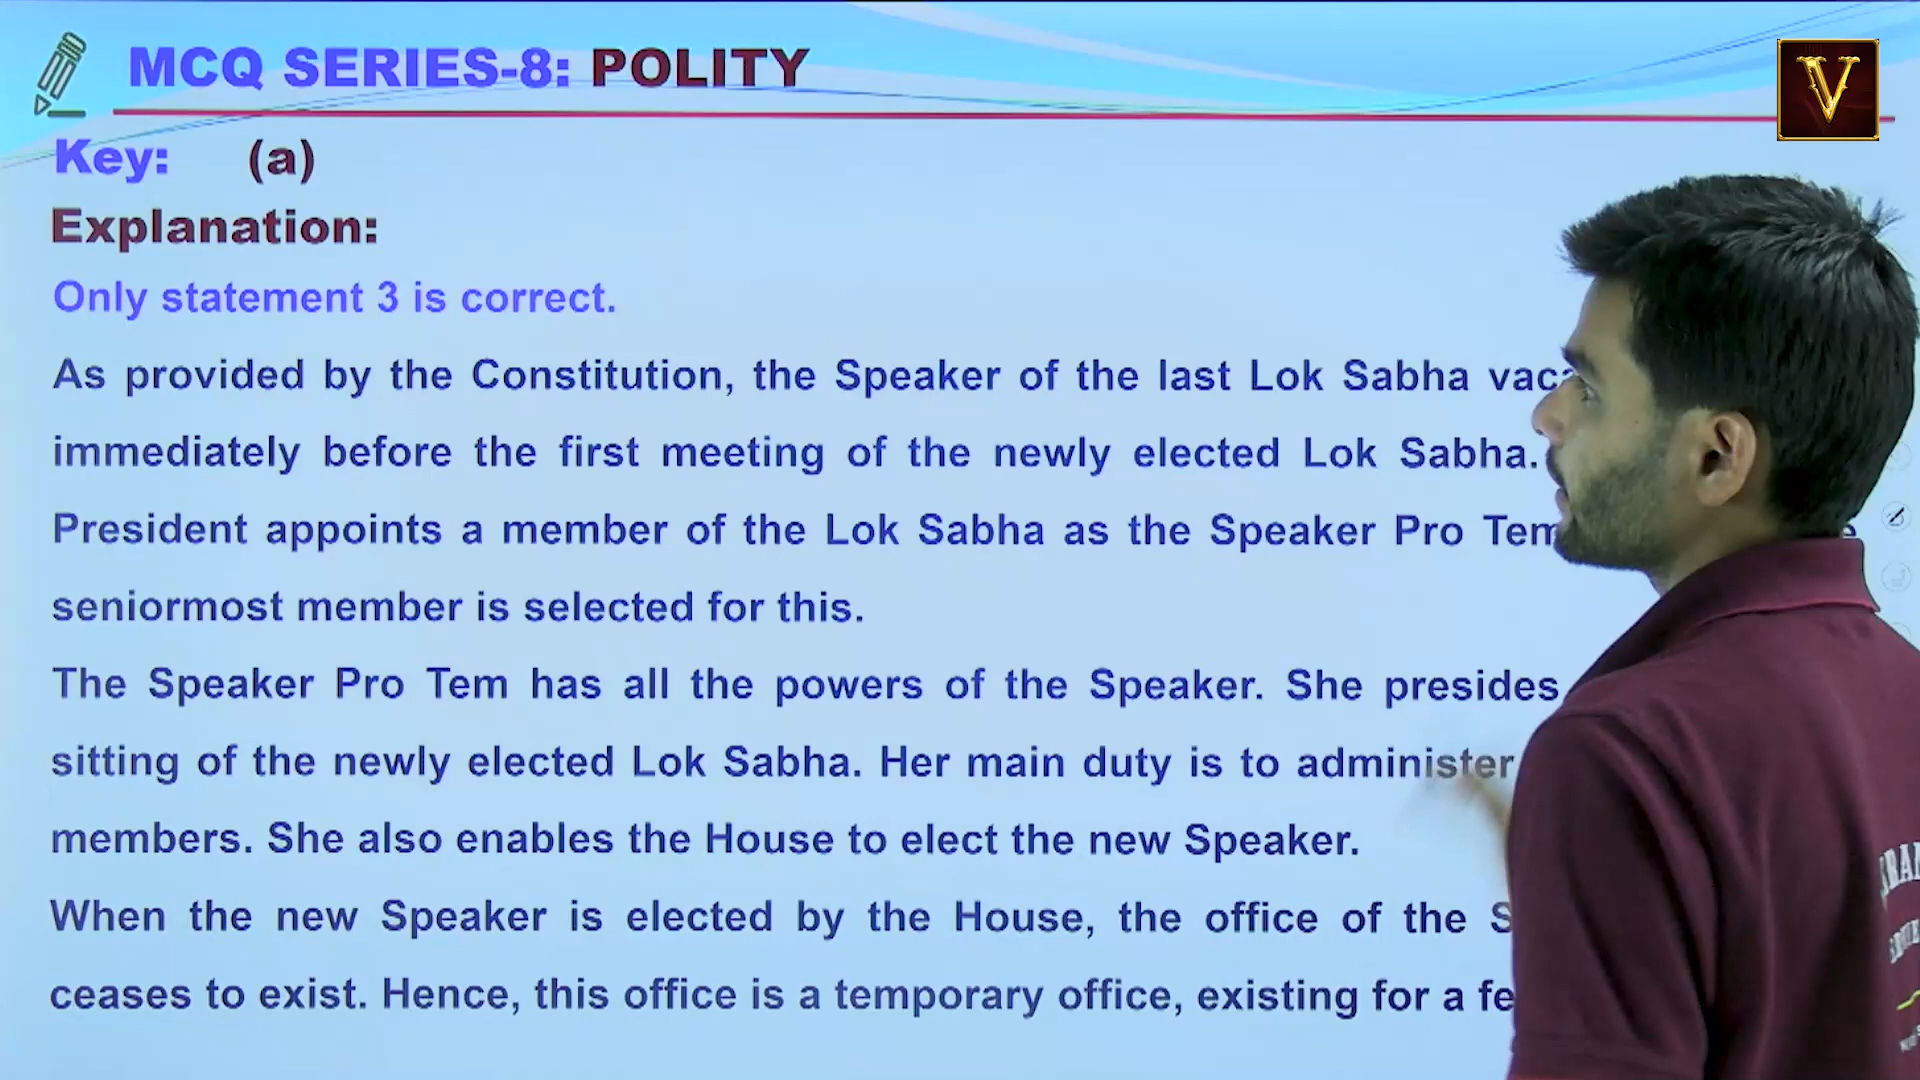 MCQ SERIES-8: POLITY
V
Key: (a)
Explanation:
Only statement 3 is correct.
As provided by the Constitution, the Speaker of the last Lok Sabha
immediately before the first meeting of the newly elected Lok Sabha.
President appoints a member of the Lok Sabha as the Speaker Pro
seniormost member is selected for this.
The Speaker Pro Tem has all the powers of the Speaker. She presides
sitting of the newly elected Lok Sabha. Her main duty is to administer
members. She also enables the House to elect the new Speaker.
When the new Speaker is elected by the House, the office of the
ceases to exist. Hence, this office is a temporary office, existing for a